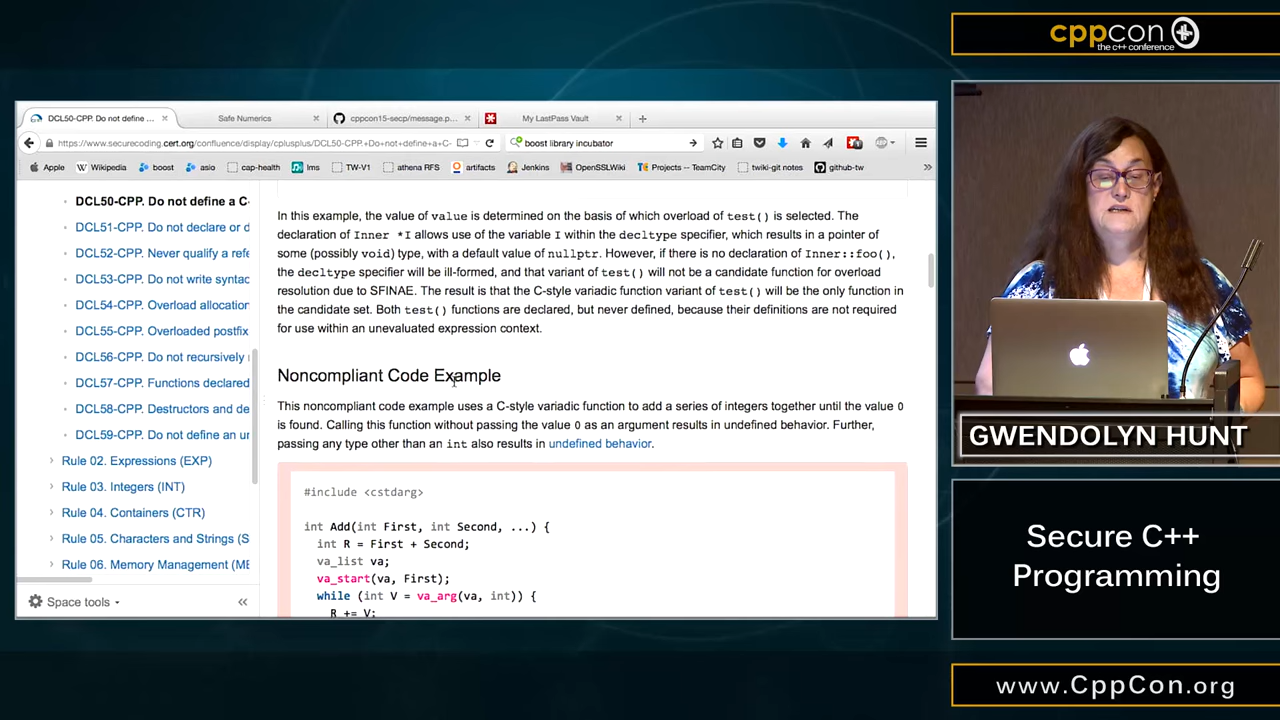 cppcon
the c++ conference
DCL50-CPP. Do not define ...
Safe Numerics
cppcon15-secp/message.p...
My LastPass Vault
https://www.securecoding.cert.org/confluence/display/cplusplus/DCL50-CPP.+Do+not+define+a+C-
boost library incubator
Apple
Wikipedia
boost
asio
cap-health
lms
TW-V1
athena RFS
artifacts
Jenkins
OpenSSLWiki
Projects -- TeamCity
twiki-git notes
github-tw
DCL50-CPP. Do not define a C-
DCL51-CPP. Do not declare or d
DCL52-CPP. Never qualify a refe
DCL53-CPP. Do not write syntac
DCL54-CPP. Overload allocation
DCL55-CPP. Overloaded postfix
DCL56-CPP. Do not recursively
DCL57-CPP. Functions declared
DCL58-CPP. Destructors and de
DCL59-CPP. Do not define an un
Rule 02. Expressions (EXP)
Rule 03. Integers (INT)
Rule 04. Containers (CTR)
Rule 05. Characters and Strings (S
Rule 06. Memory Management (ME
Space tools
In this example, the value of value is determined on the basis of which overload of test() is selected. The
declaration of Inner *I allows use of the variable I within the decltype specifier, which results in a pointer of
some (possibly void) type, with a default value of nullptr. However, if there is no declaration of Inner::foo(),
the decltype specifier will be ill-formed, and that variant of test() will not be a candidate function for overload
resolution due to SFINAE. The result is that the C-style variadic function variant of test() will be the only function in
the candidate set. Both test() functions are declared, but never defined, because their definitions are not required
for use within an unevaluated expression context.
Noncompliant Code Example
This noncompliant code example uses a C-style variadic function to add a series of integers together until the value 0
is found. Calling this function without passing the value 0 as an argument results in undefined behavior. Further,
passing any type other than an int also results in undefined behavior.
#include <cstdarg>
int Add(int First, int Second, ...) {
int R = First + Second;
va_list va;
va_start(va, First);
while (int V = va_arg(va, int)) {
R += V;
GWENDOLYN HUNT
Secure C++
Programming
www.CppCon.org